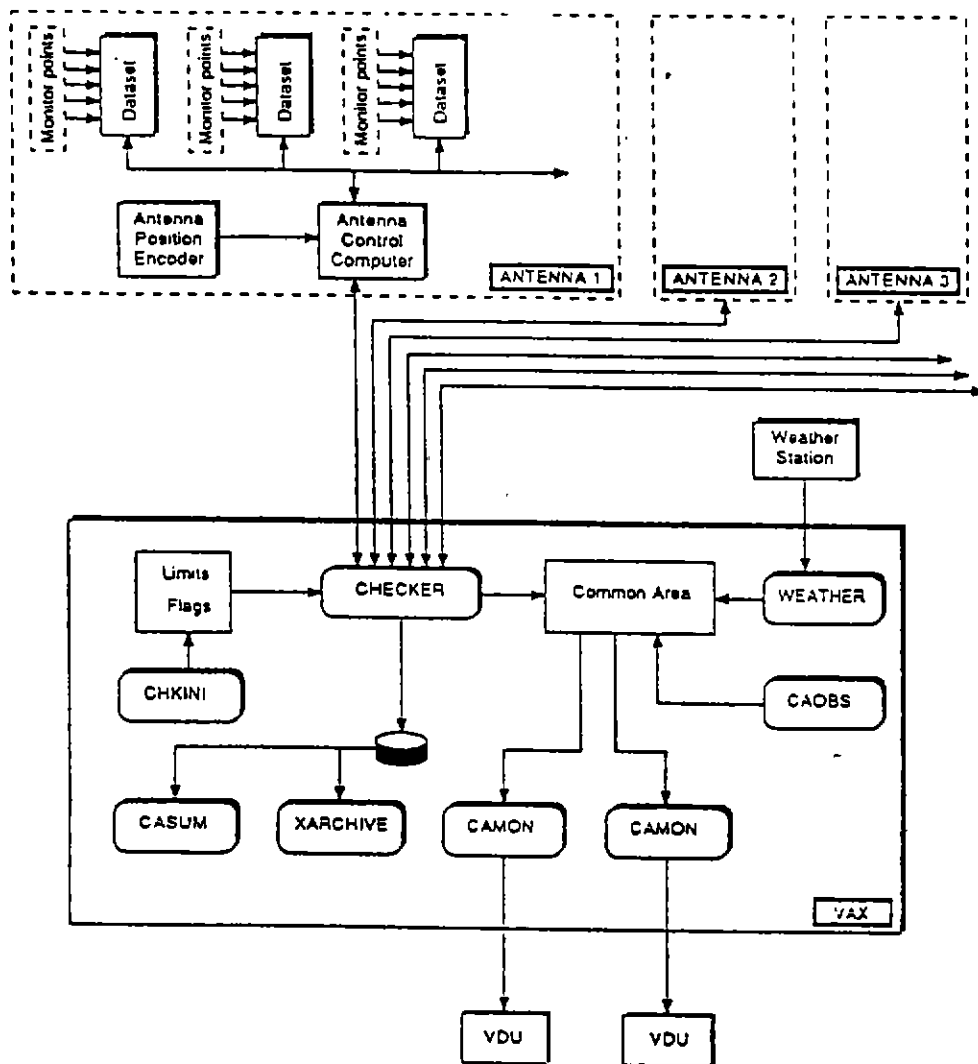 Monitor points
Dataset
Monitor points
Dataset
Monitor points
Dataset
Antenna
Position
Encoder
Antenna
Control
Computer
ANTENNA 1
ANTENNA 2
ANTENNA 3
Weather
Station
Limits
Flags
CHECKER
Common Area
WEATHER
CHKINI
CAOBS
CASUM
XARCHIVE
CAMON
CAMON
VAX
VDU
VDU